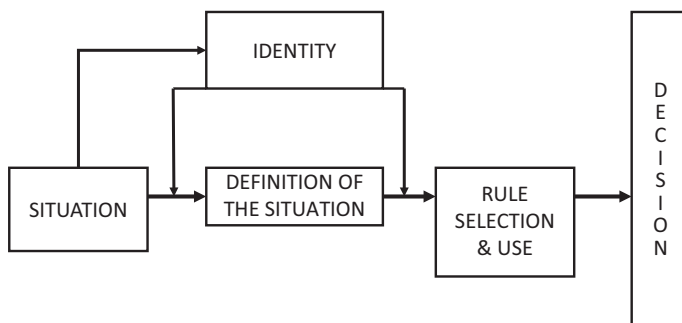 IDENTITY
SITUATION
DEFINITION OF
THE SITUATION
RULE
SELECTION
& USE
D
E
C
I
S
I
O
N